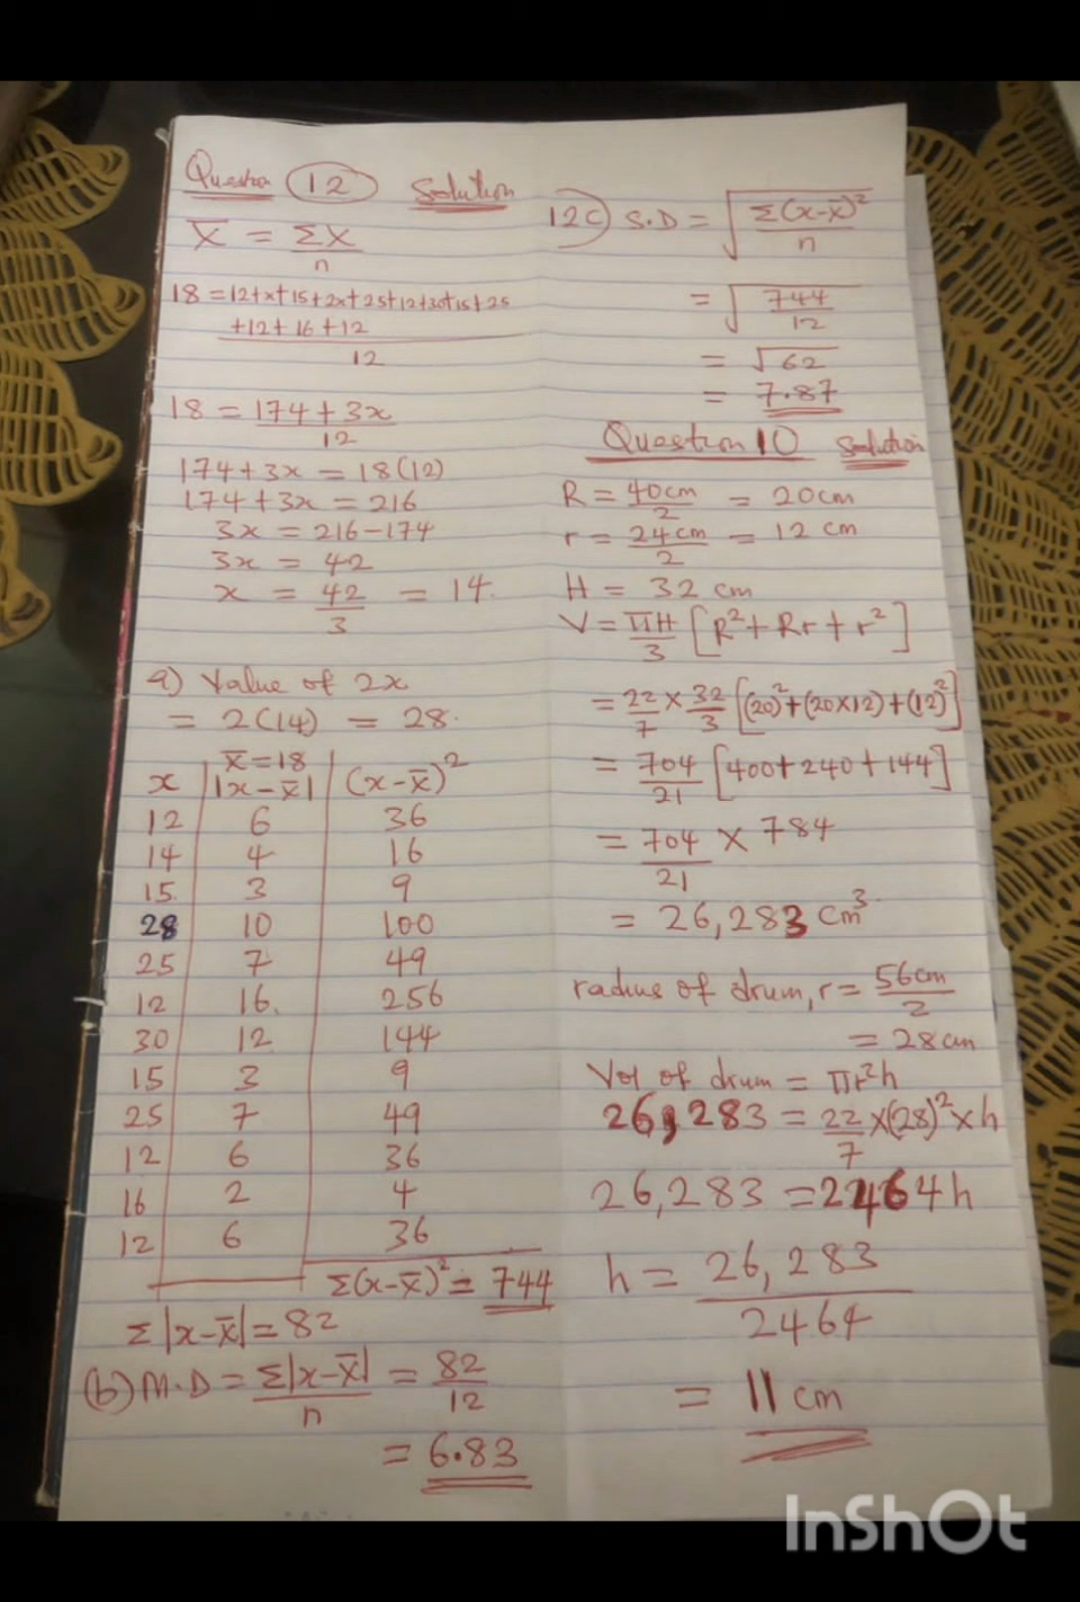 Question 12 Solution
X̄ = ΣX
n
18 = 12+x+15+2x+25+12+30+15+25
+12+16+12
12
18 = 174+3x
12
174+3x = 18(12)
174+3x = 216
3x = 216-174
3x = 42
x = 42 = 14.
3
a) Value of 2x
= 2(14) = 28.
x̄=18
x |x-x̄| (x-x̄)²
12 6 36
14 4 16
15 3 9
28 10 100
25 7 49
12 16. 256
30 12 144
15 3 9
25 7 49
12 6 36
16 2 4
12 6 36
Σ(x-x̄)² = 744
Σ|x-x̄| = 82
(b) M.D = Σ|x-x̄| = 82
n 12
= 6.83
12c) S.D = √Σ(x-x̄)²
n
= √744
12
= √62
= 7.87
Question 10 Solution
R = 40cm = 20cm
2
r = 24cm = 12 cm
2
H = 32 cm
V = πH [R²+Rr+r²]
3
= 22 × 32 [(20)²+(20×12)+(12)²]
7 3
= 704 [400+240+144]
21
= 704 × 784
21
= 26,283 cm³.
radius of drum, r = 56cm
2
= 28cm
Vol of drum = πr²h
26,283 = 22 ×(28)²×h
7
26,283 = 2464h
h = 26,283
2464
= 11 cm
InShOt